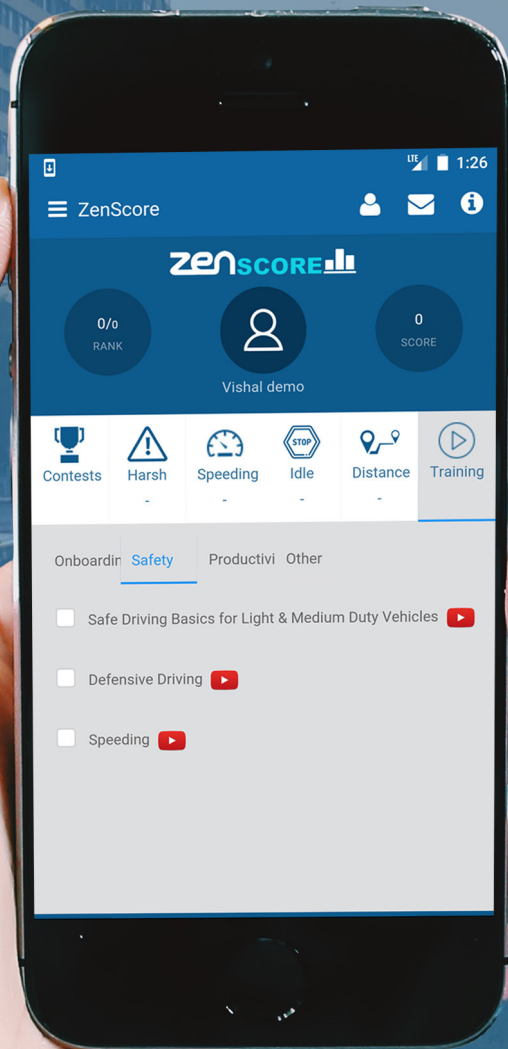 LTE 1:26
ZenScore
zenSCORE
0/0
RANK
0
SCORE
Vishal demo
Contests Harsh Speeding Idle Distance Training
STOP
- - - -
Onboardin Safety Productivi Other
Safe Driving Basics for Light & Medium Duty Vehicles
Defensive Driving
Speeding